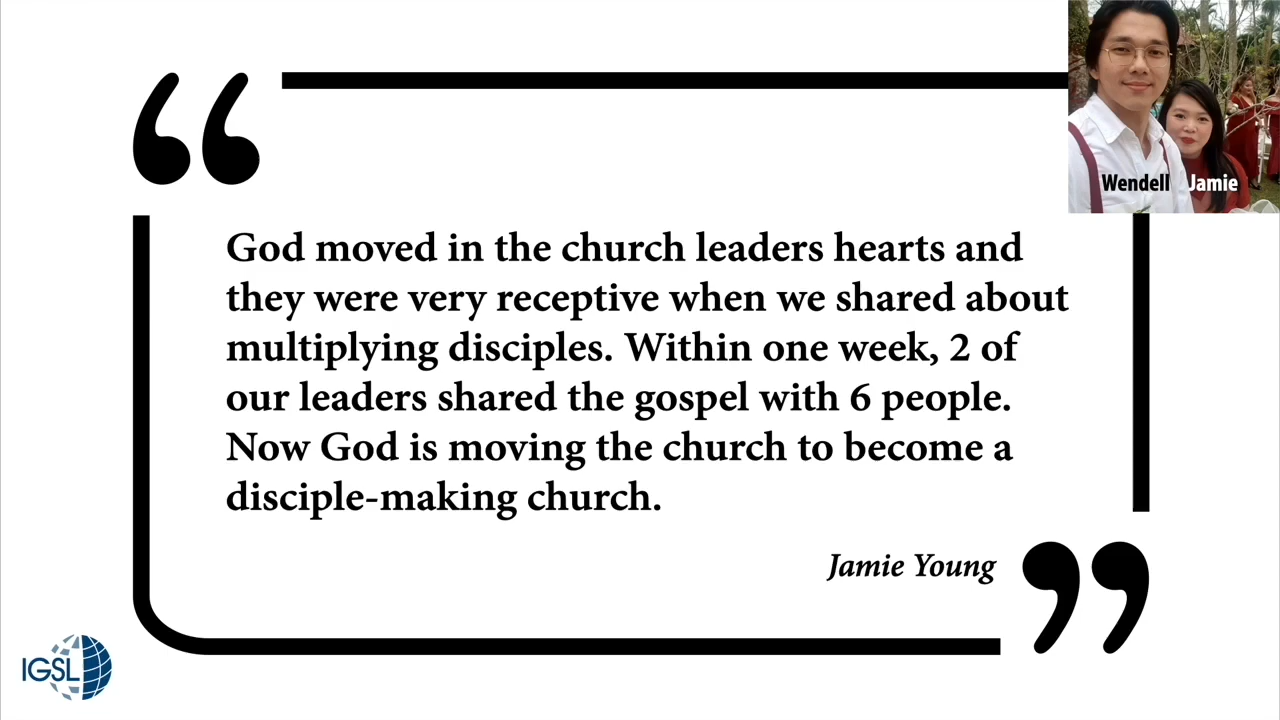 Wendell Jamie
God moved in the church leaders hearts and
they were very receptive when we shared about
multiplying disciples. Within one week, 2 of
our leaders shared the gospel with 6 people.
Now God is moving the church to become a
disciple-making church.
Jamie Young
IGSL